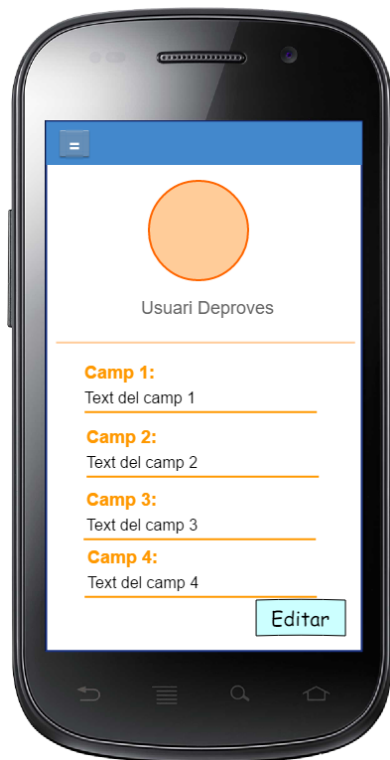 =
Usuari Deproves
Camp 1:
Text del camp 1
Camp 2:
Text del camp 2
Camp 3:
Text del camp 3
Camp 4:
Text del camp 4
Editar